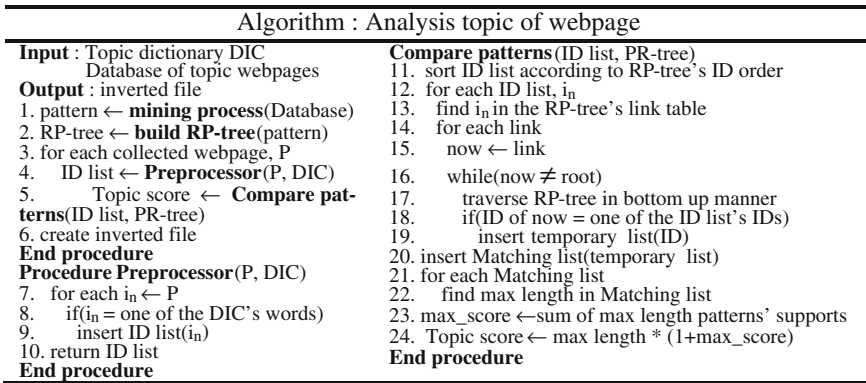 Algorithm : Analysis topic of webpage
Input : Topic dictionary DIC
Database of topic webpages
Output : inverted file
1. pattern ← mining process(Database)
2. RP-tree ← build RP-tree(pattern)
3. for each collected webpage, P
4. ID list ← Preprocessor(P, DIC)
5. Topic score ← Compare pat-
terns(ID list, PR-tree)
6. create inverted file
End procedure
Procedure Preprocessor(P, DIC)
7. for each iₙ ← P
8. if(iₙ = one of the DIC's words)
9. insert ID list(iₙ)
10. return ID list
End procedure
Compare patterns(ID list, PR-tree)
11. sort ID list according to RP-tree's ID order
12. for each ID list, iₙ
13. find iₙ in the RP-tree's link table
14. for each link
15. now ← link
16. while(now ≠ root)
17. traverse RP-tree in bottom up manner
18. if(ID of now = one of the ID list's IDs)
19. insert temporary list(ID)
20. insert Matching list(temporary list)
21. for each Matching list
22. find max length in Matching list
23. max_score ←sum of max length patterns' supports
24. Topic score← max length * (1+max_score)
End procedure